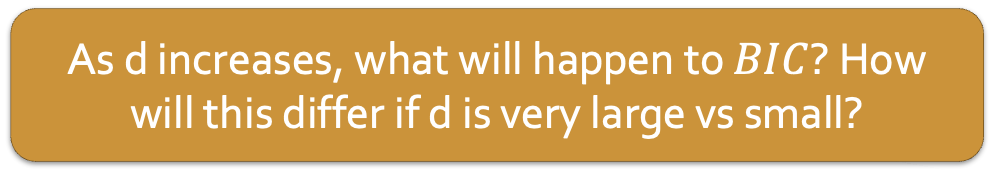 As d increases, what will happen to BIC? How
will this differ if d is very large vs small?